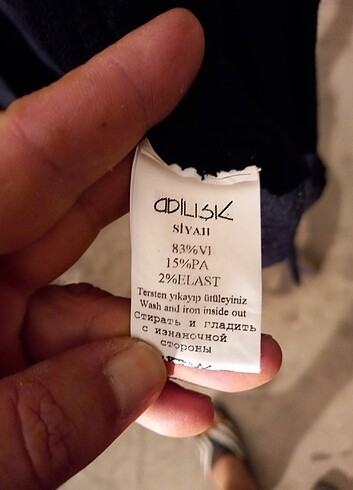 ADILIŞIK
SİYAH
83%VI
15%PA
2%ELAST
Tersten yıkayıp ütüleyiniz
Wash and iron inside out
Стирать и гладить
с изнаночной
стороны